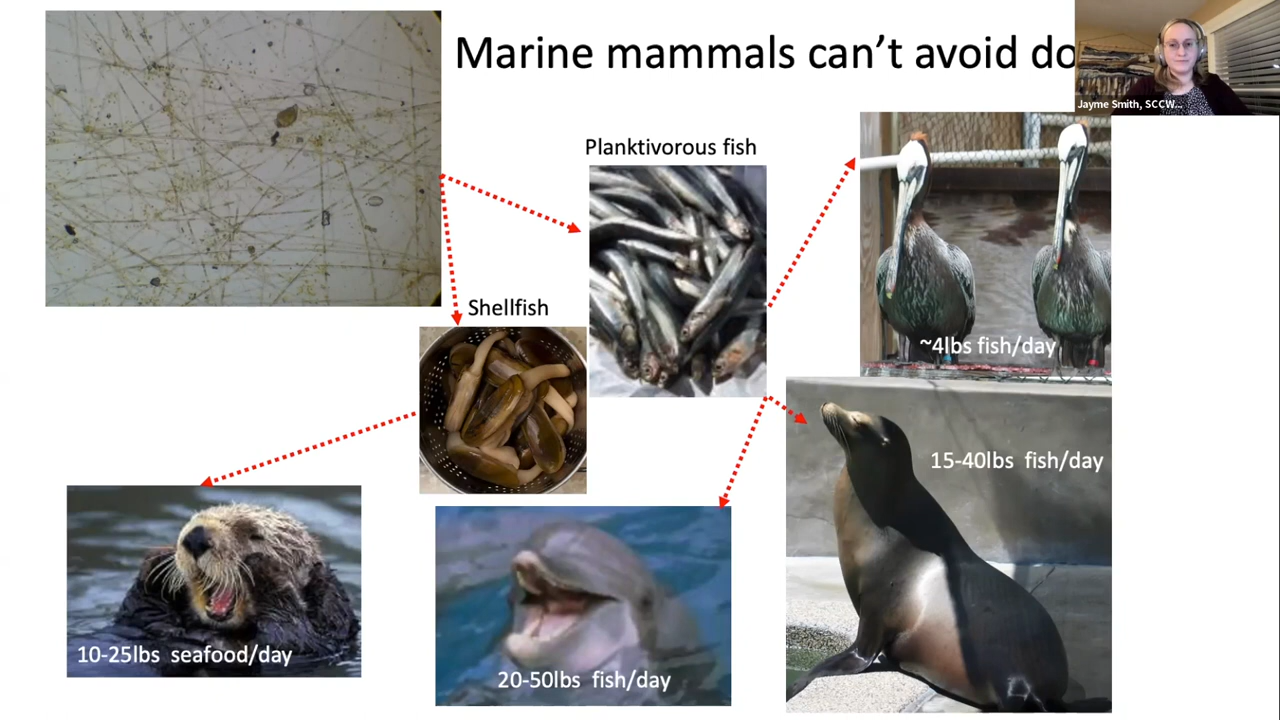 Marine mammals can't avoid do
Jayme Smith, SCCW...
Planktivorous fish
~4lbs fish/day
Shellfish
15-40lbs fish/day
10-25lbs seafood/day
20-50lbs fish/day